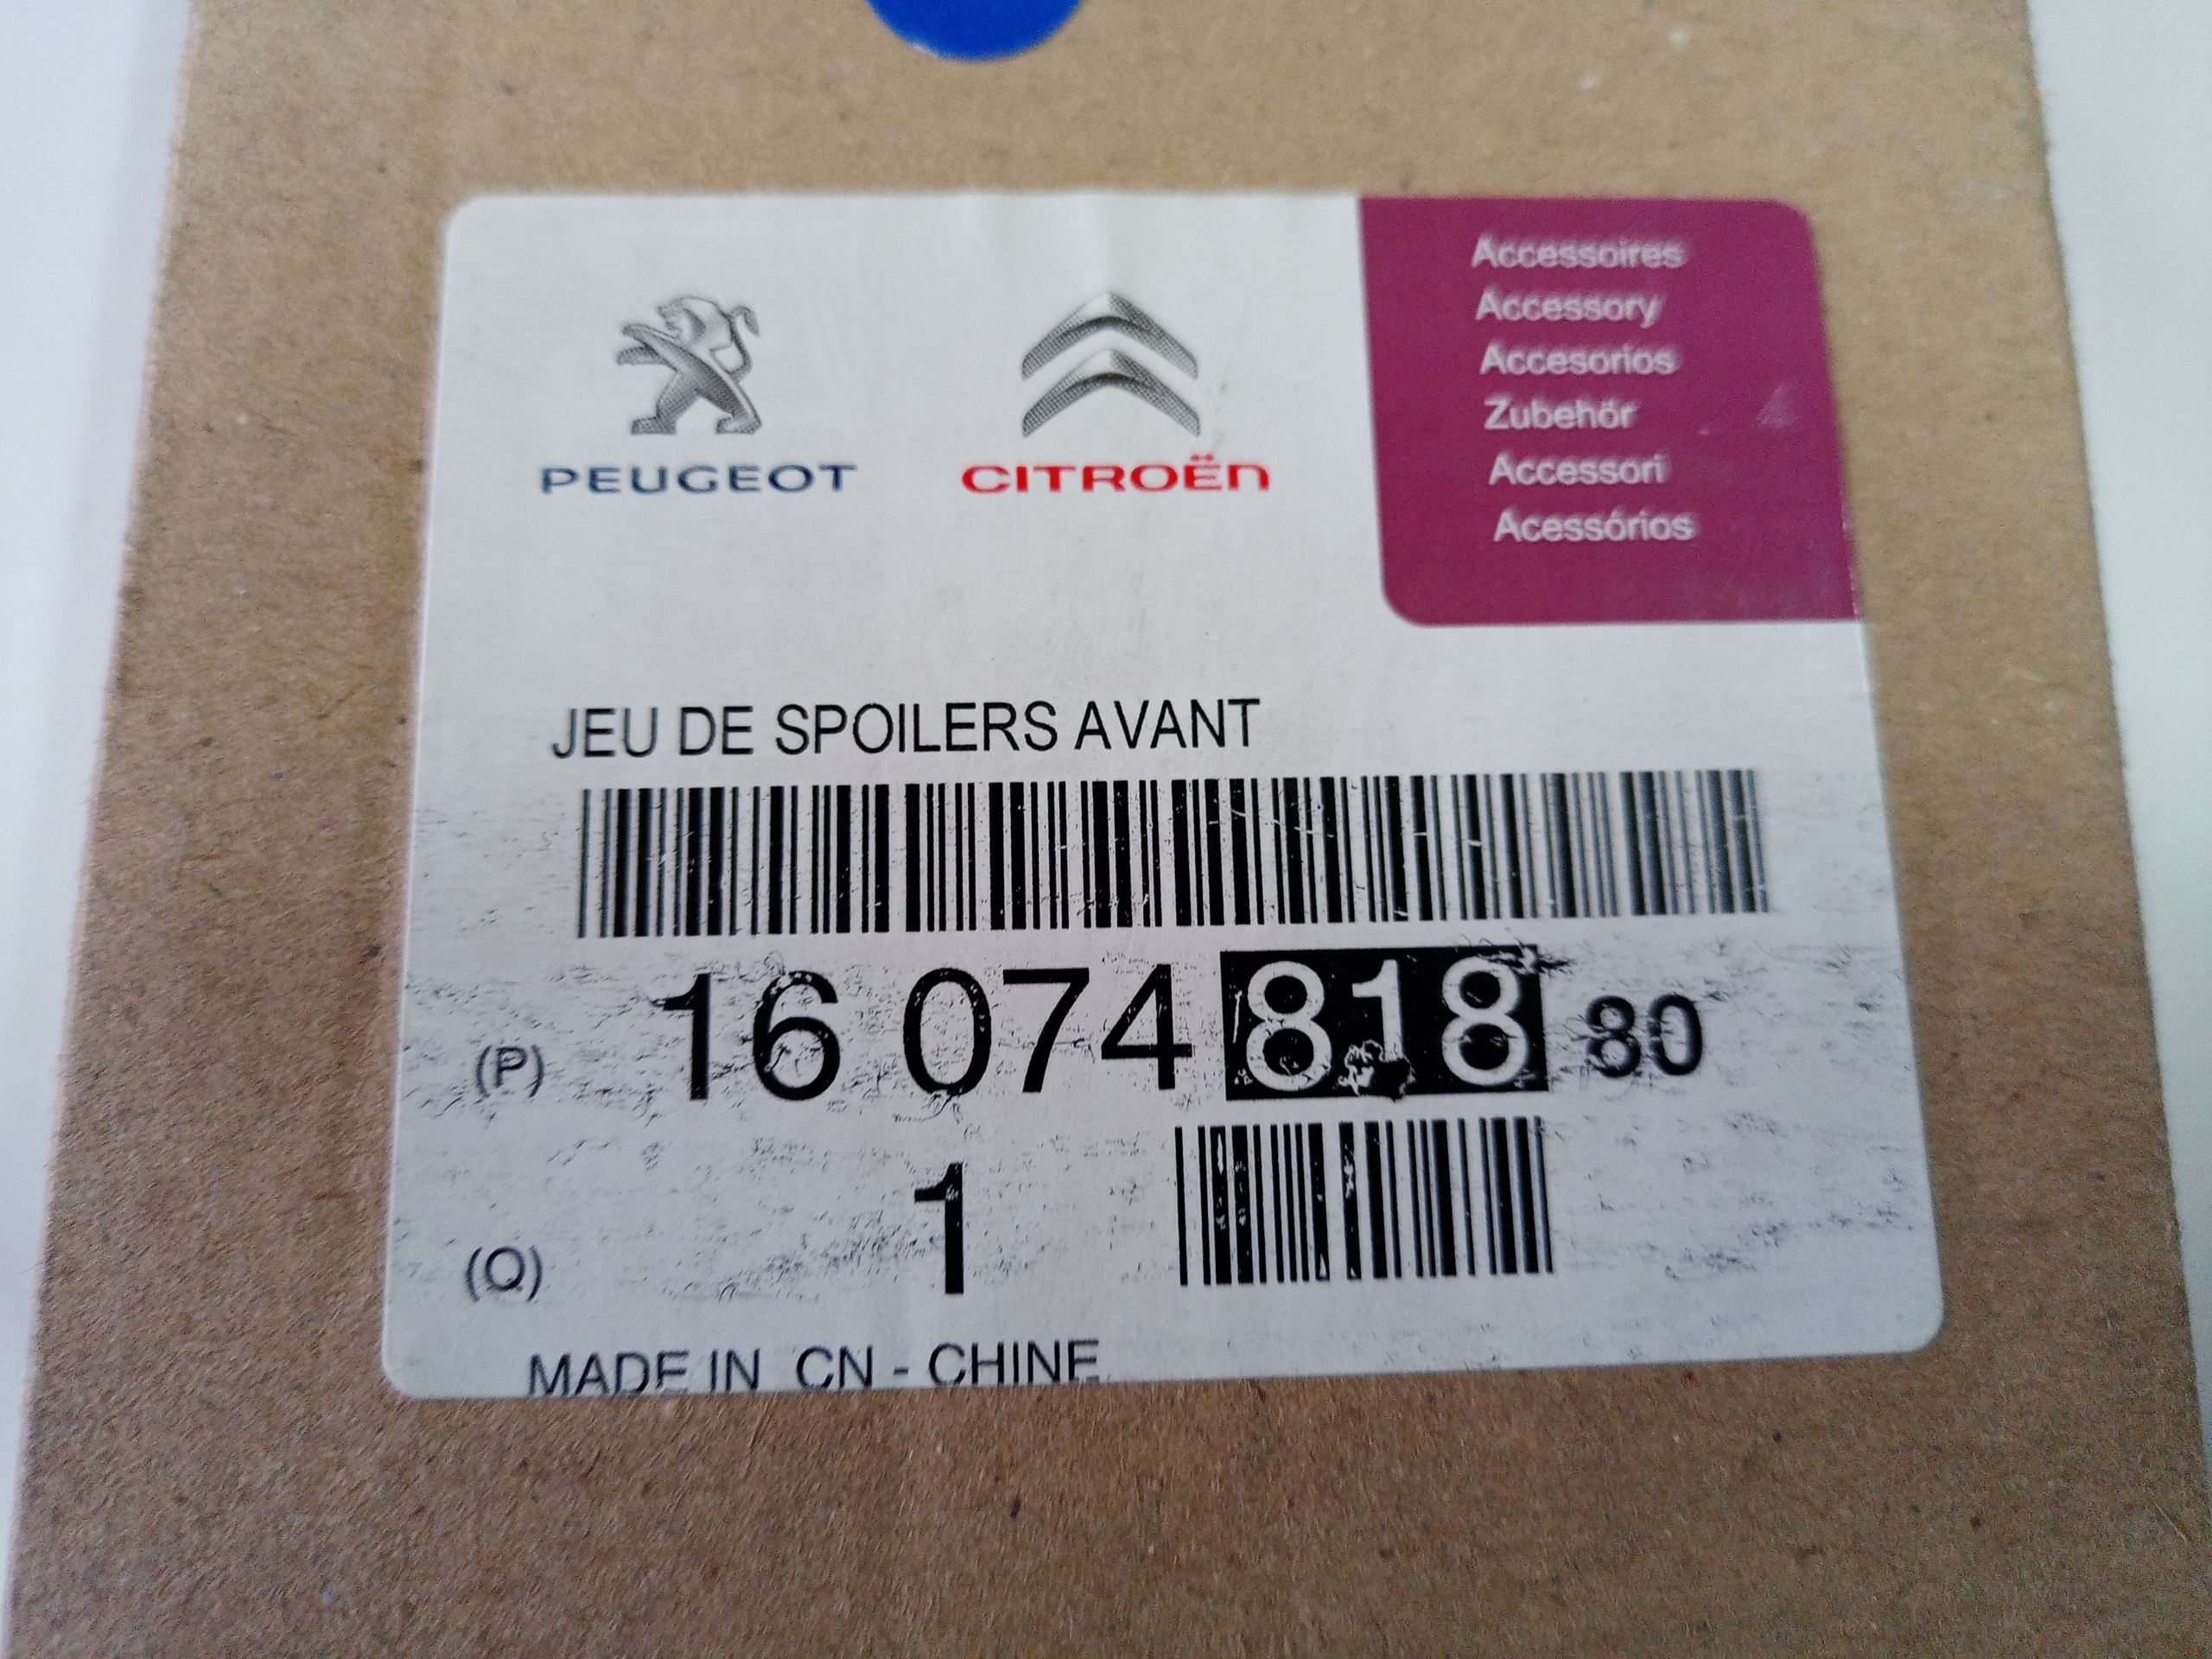 PEUGEOT
CITROËN
Accessoires
Accessory
Accesorios
Zubehör
Accessori
Acessórios
JEU DE SPOILERS AVANT
(P) 16 074 818 80
(Q) 1
MADE IN CN - CHINE